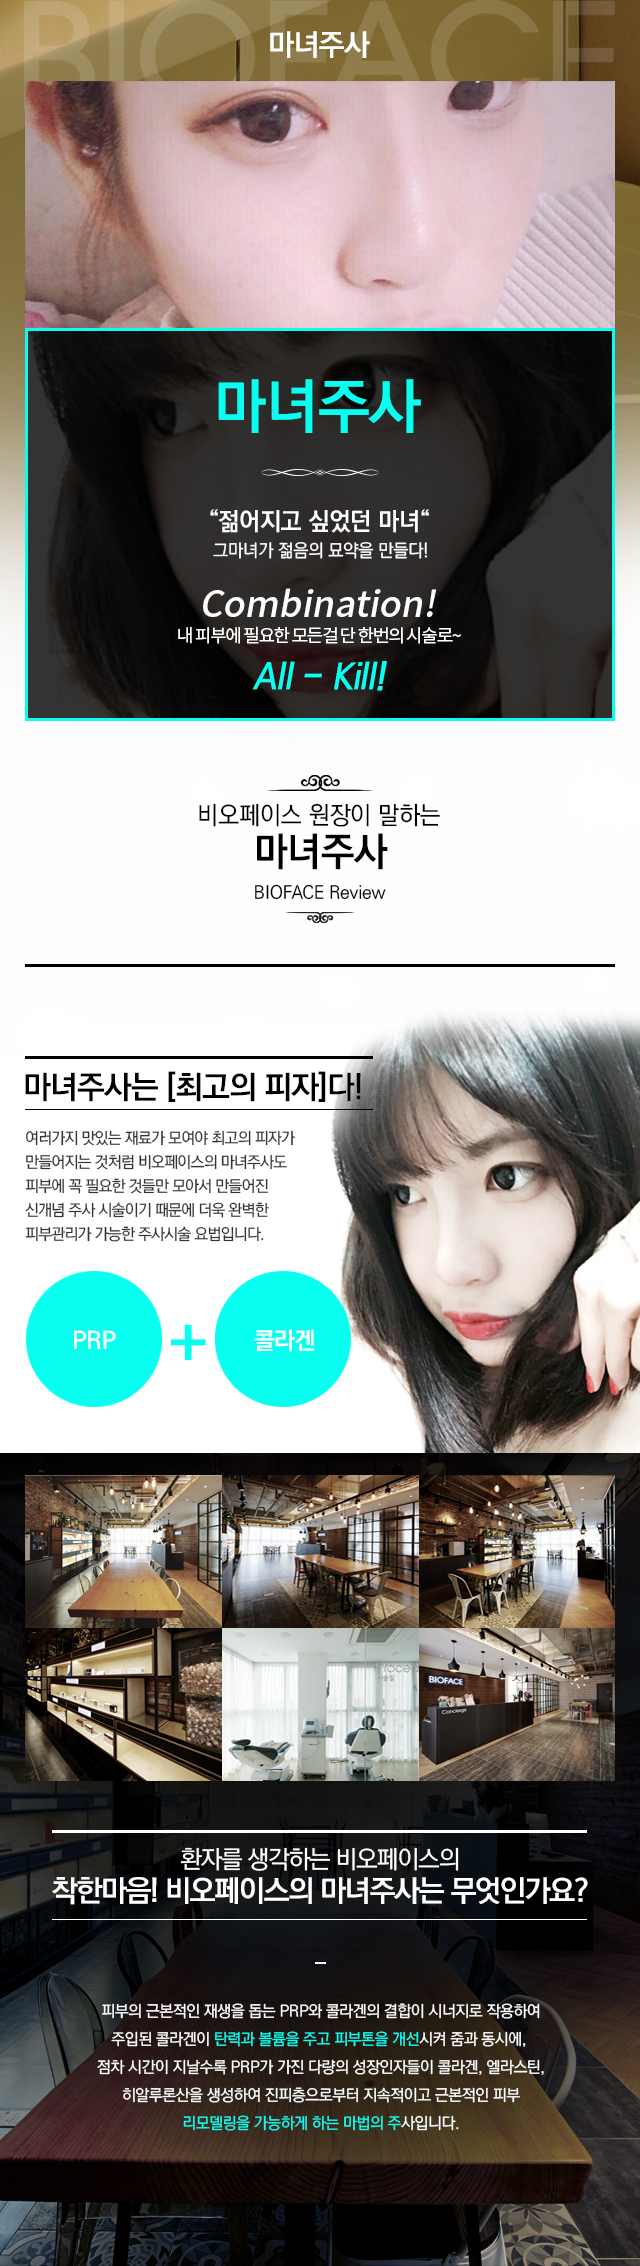 BIOFACE
마녀주사
마녀주사
“젊어지고 싶었던 마녀“
그마녀가 젊음의 묘약을 만들다!
Combination!
내 피부에 필요한 모든걸 단 한번의 시술로~
All – Kill!
비오페이스 원장이 말하는
마녀주사
BIOFACE Review
마녀주사는 [최고의 피자]다!
여러가지 맛있는 재료가 모여야 최고의 피자가
만들어지는 것처럼 비오페이스의 마녀주사도
피부에 꼭 필요한 것들만 모아서 만들어진
신개념 주사 시술이기 때문에 더욱 완벽한
피부관리가 가능한 주사시술 요법입니다.
PRP + 콜라겐
BIOFACE
Concierge
환자를 생각하는 비오페이스의
착한마음! 비오페이스의 마녀주사는 무엇인가요?
–
피부의 근본적인 재생을 돕는 PRP와 콜라겐의 결합이 시너지로 작용하여
주입된 콜라겐이 탄력과 볼륨을 주고 피부톤을 개선시켜 줌과 동시에,
점차 시간이 지날수록 PRP가 가진 다량의 성장인자들이 콜라겐, 엘라스틴,
히알루론산을 생성하여 진피층으로부터 지속적이고 근본적인 피부
리모델링을 가능하게 하는 마법의 주사입니다.